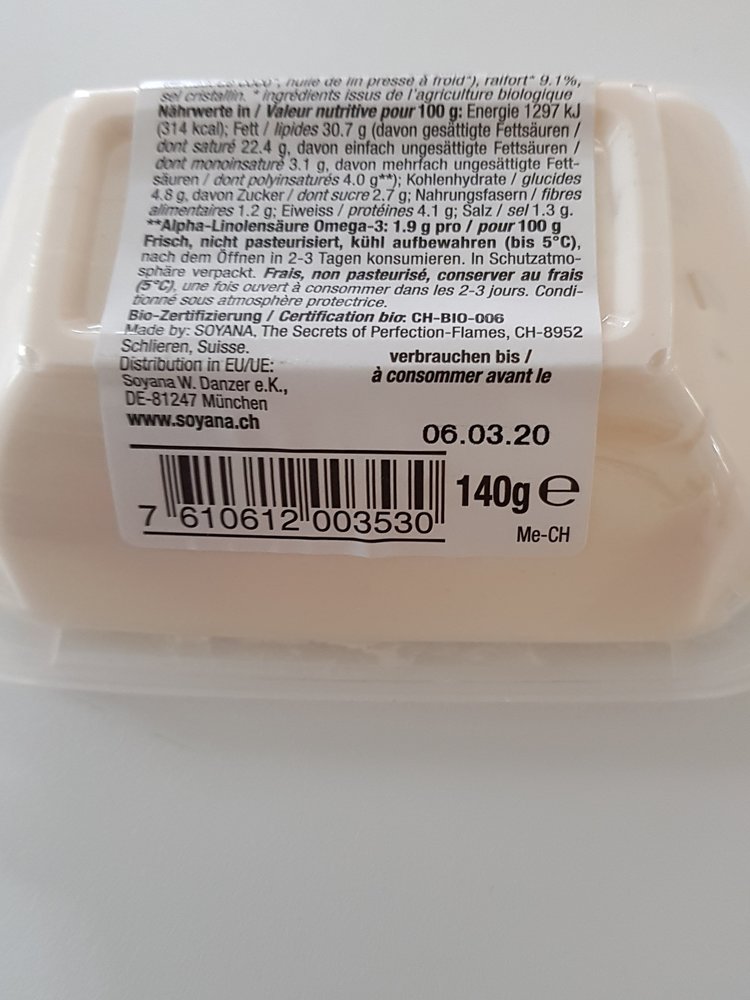 huile de lin pressé à froid*), raifort* 9.1%,
sel cristallin. * ingrédients issus de l'agriculture biologique
Nährwerte in / Valeur nutritive pour 100 g: Energie 1297 kJ
(314 kcal); Fett / lipides 30.7 g (davon gesättigte Fettsäuren /
dont saturé 22.4 g, davon einfach ungesättigte Fettsäuren /
dont monoinsaturé 3.1 g, davon mehrfach ungesättigte Fett-
säuren / dont polyinsaturés 4.0 g**); Kohlenhydrate / glucides
4.8 g, davon Zucker / dont sucre 2.7 g; Nahrungsfasern / fibres
alimentaires 1.2 g; Eiweiss / protéines 4.1 g; Salz / sel 1.3 g.
**Alpha-Linolensäure Omega-3: 1.9 g pro / pour 100 g
Frisch, nicht pasteurisiert, kühl aufbewahren (bis 5°C),
nach dem Öffnen in 2-3 Tagen konsumieren. In Schutzatmo-
sphäre verpackt. Frais, non pasteurisé, conserver au frais
(5°C), une fois ouvert à consommer dans les 2-3 jours. Condi-
tionné sous atmosphère protectrice.
Bio-Zertifizierung / Certification bio: CH-BIO-006
Made by: SOYANA, The Secrets of Perfection-Flames, CH-8952
Schlieren, Suisse.
Distribution in EU/UE:
Soyana W. Danzer e.K.,
DE-81247 München
www.soyana.ch
verbrauchen bis /
à consommer avant le
06.03.20
7 610612 003530
140g e
Me-CH